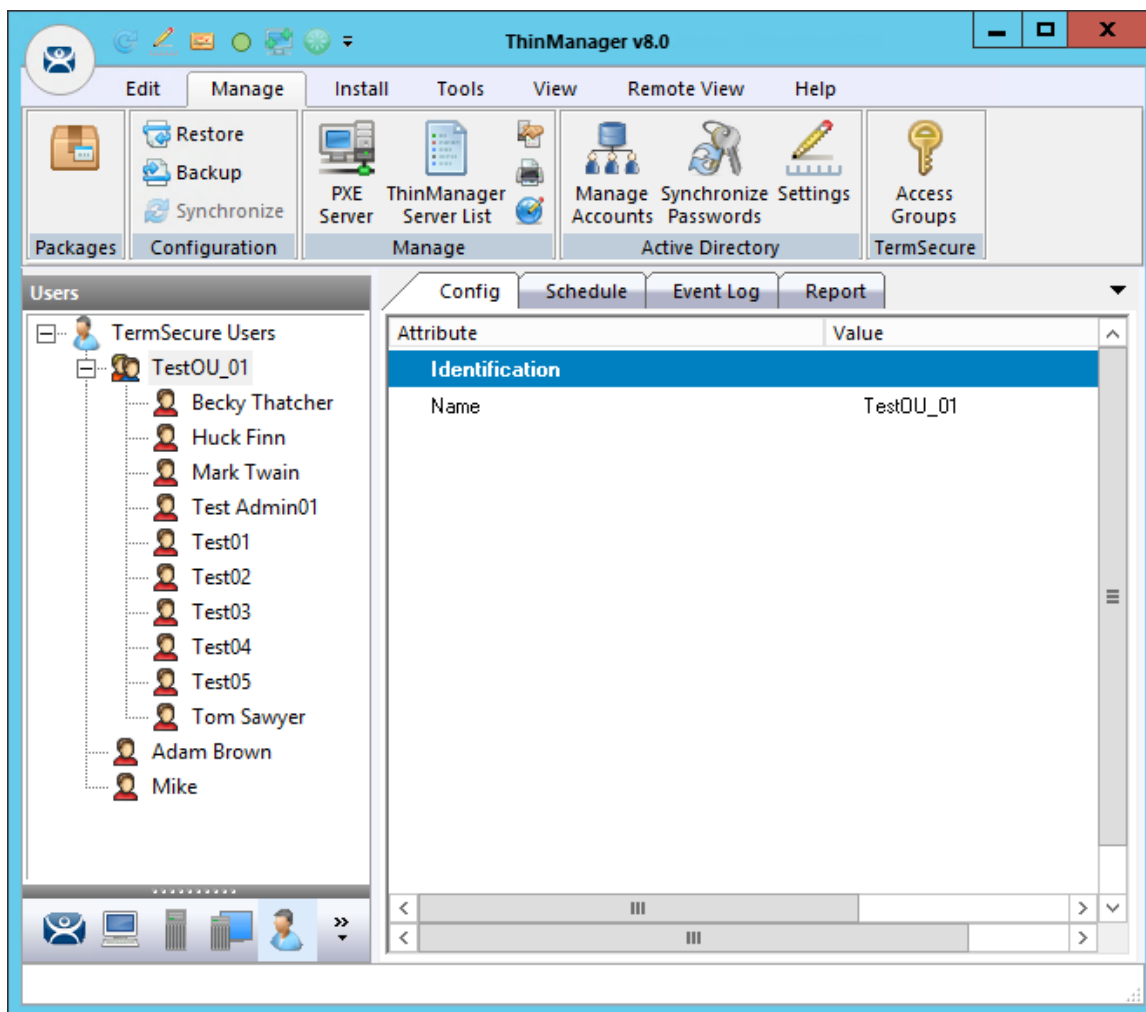 ThinManager v8.0
Edit Manage Install Tools View Remote View Help
Restore
Backup
Synchronize
PXE Server
ThinManager Server List
Manage Accounts
Synchronize Passwords
Settings
Access Groups
Packages Configuration Manage Active Directory TermSecure
Users
TermSecure Users
TestOU_01
Becky Thatcher
Huck Finn
Mark Twain
Test Admin01
Test01
Test02
Test03
Test04
Test05
Tom Sawyer
Adam Brown
Mike
Config Schedule Event Log Report
Attribute Value
Identification
Name TestOU_01